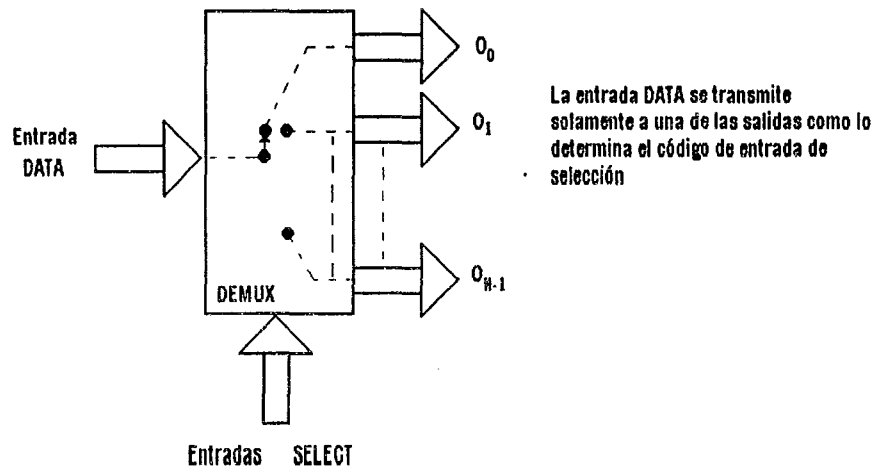 O0
La entrada DATA se transmite
solamente a una de las salidas como lo
determina el código de entrada de
selección
Entrada
DATA
O1
DEMUX
ON-1
Entradas SELECT